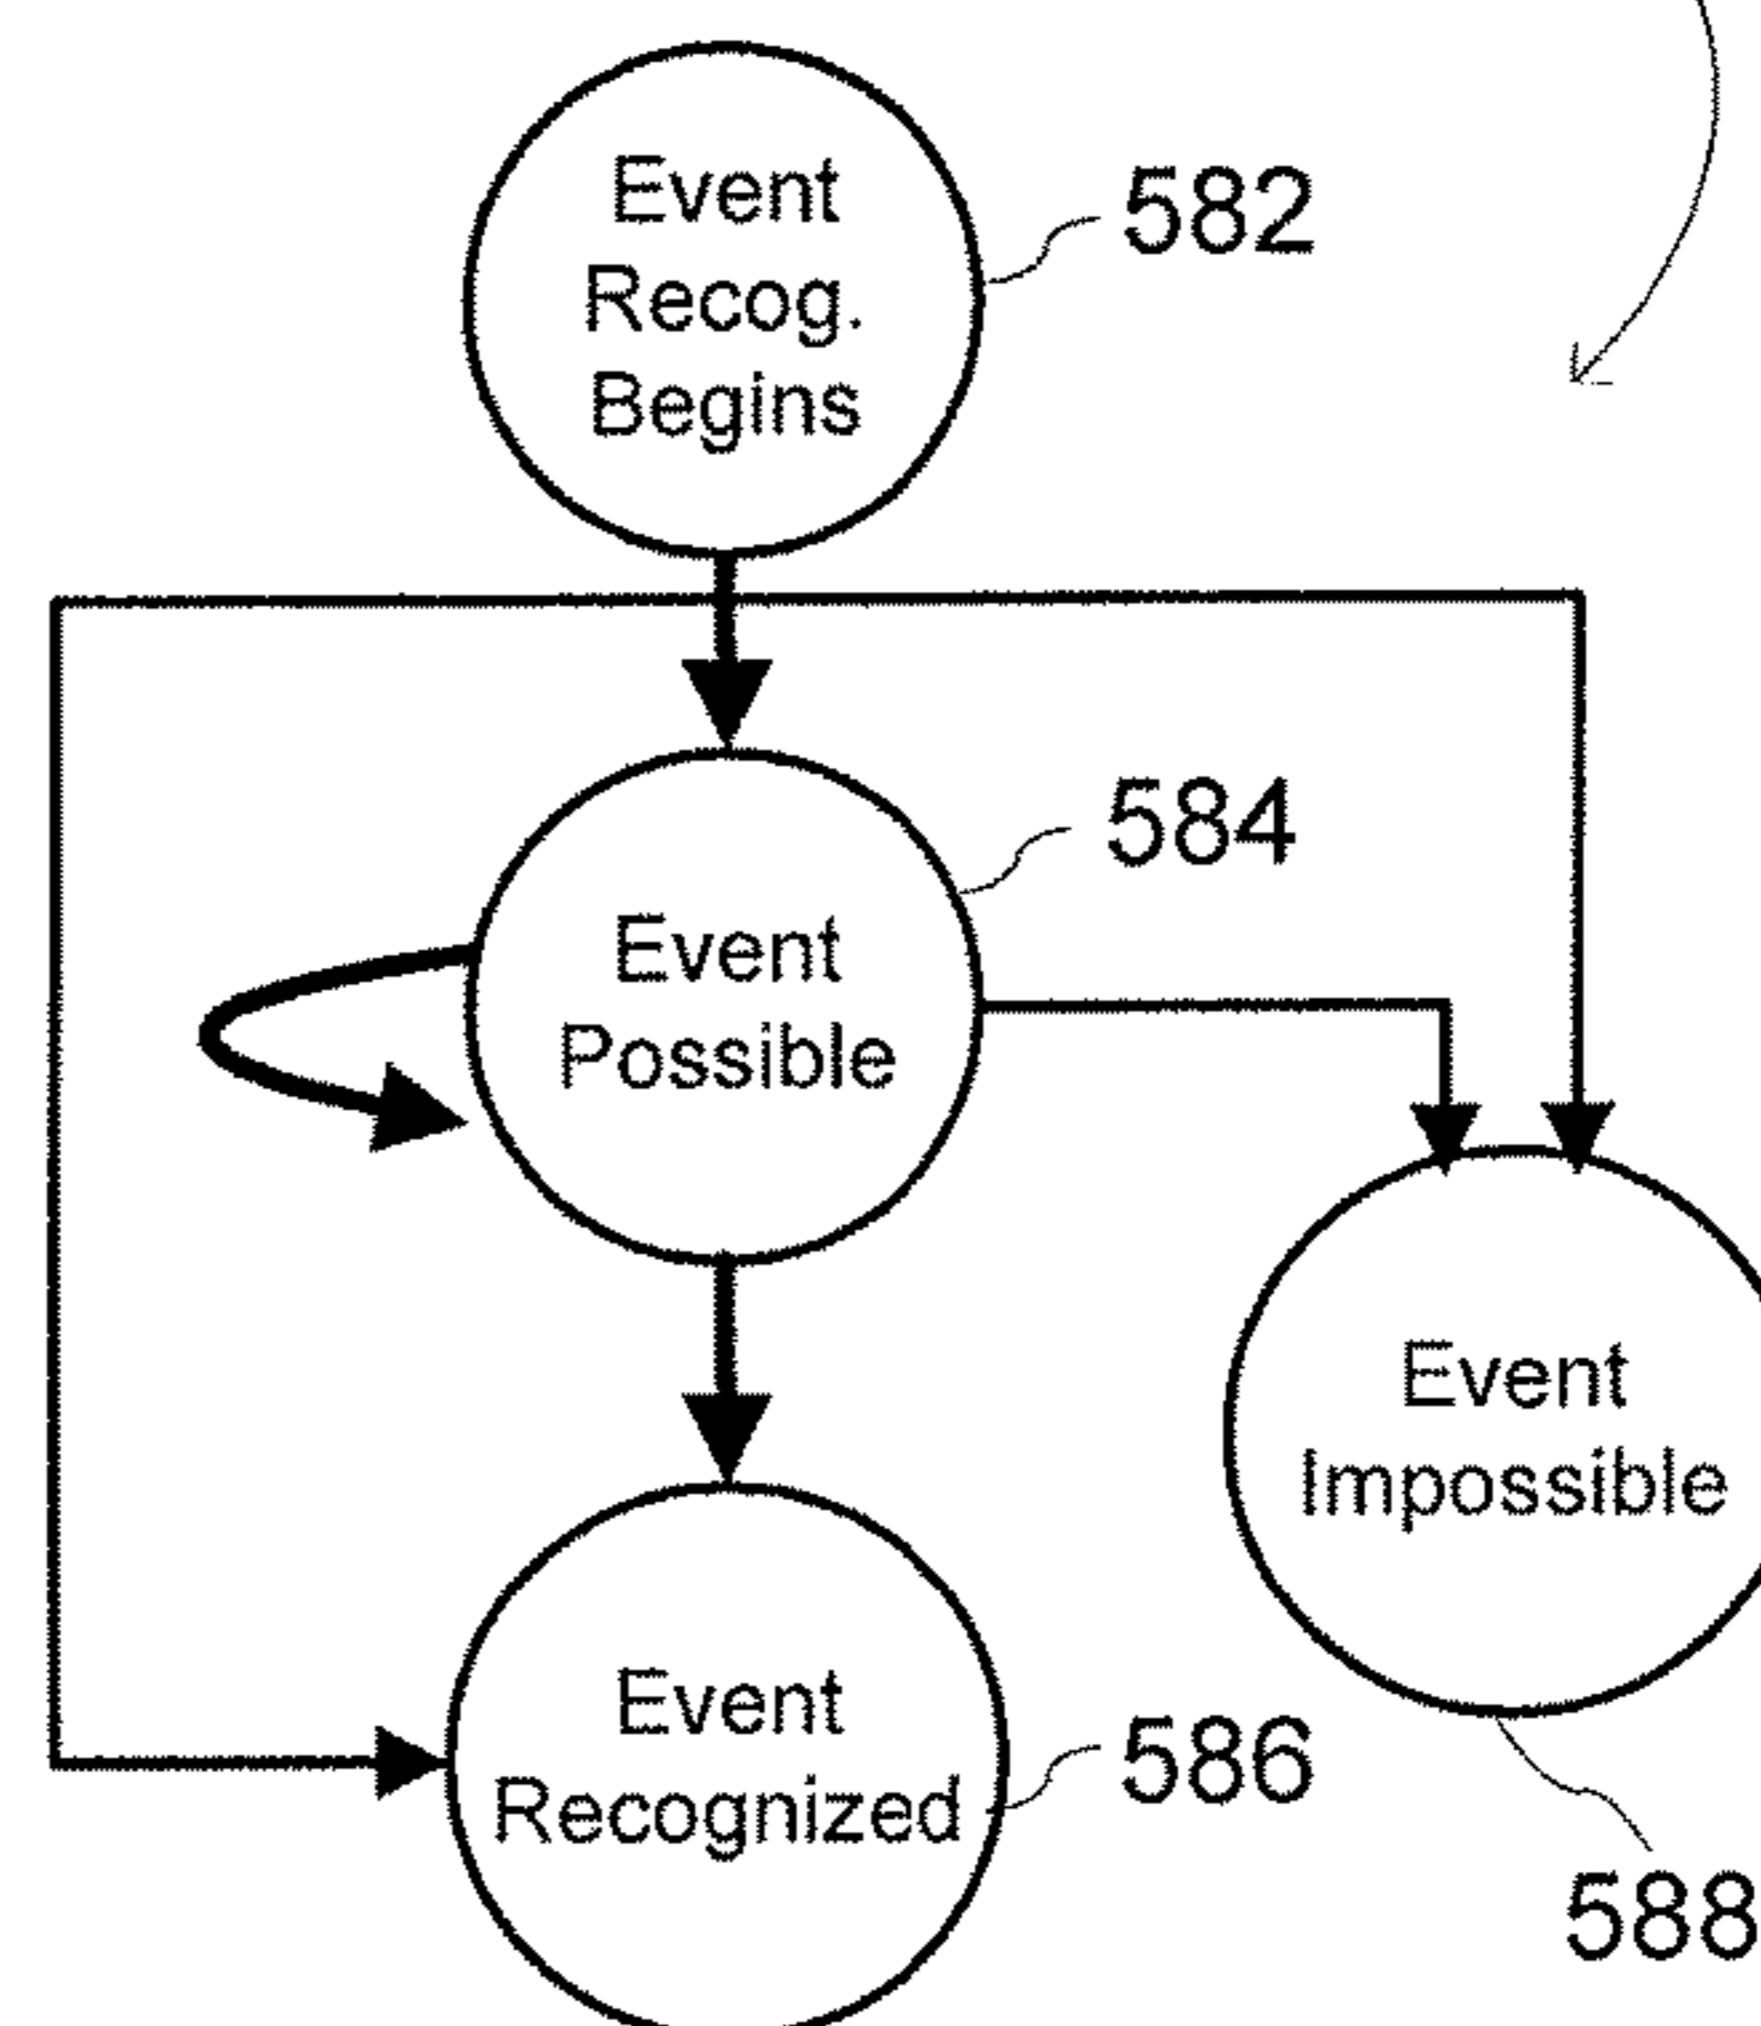 Event
Recog.
Begins
582
584
Event
Possible
Event
Impossible
Event
Recognized
586
588